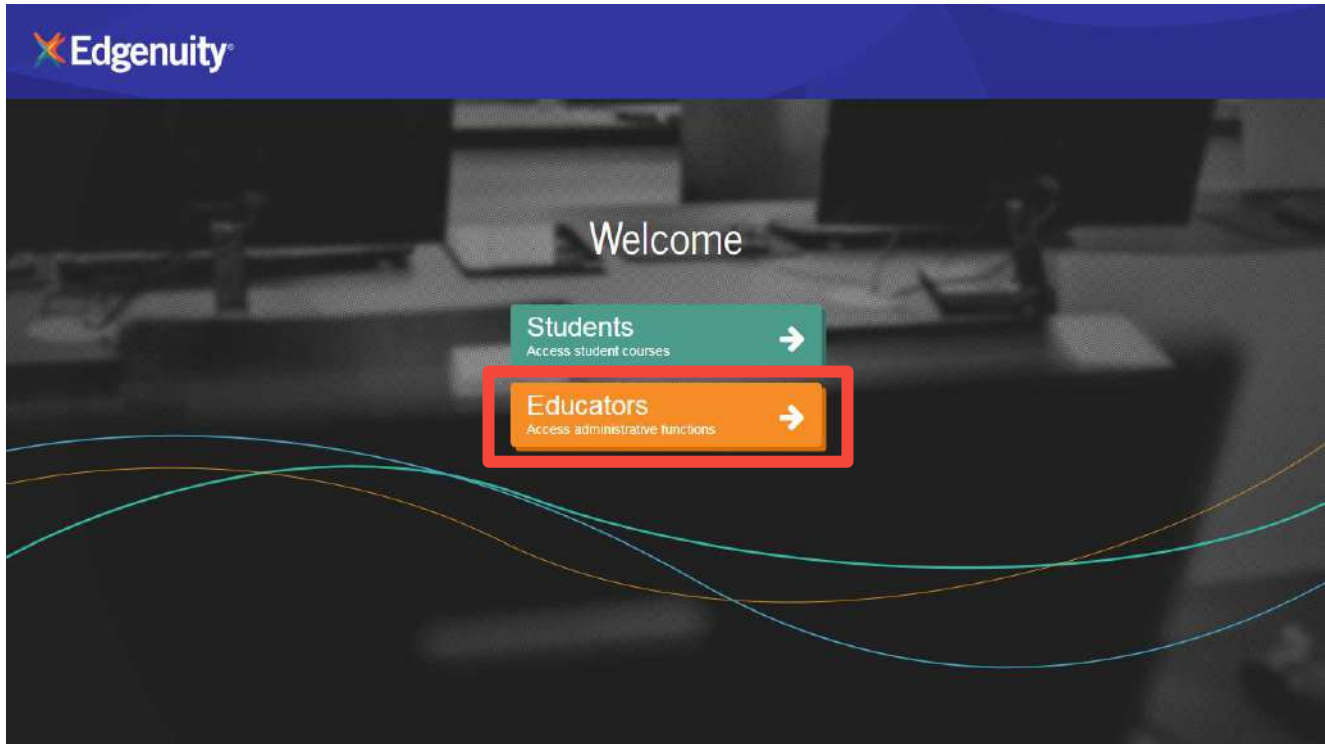 Edgenuity®
Welcome
Students
Access student courses
Educators
Access administrative functions